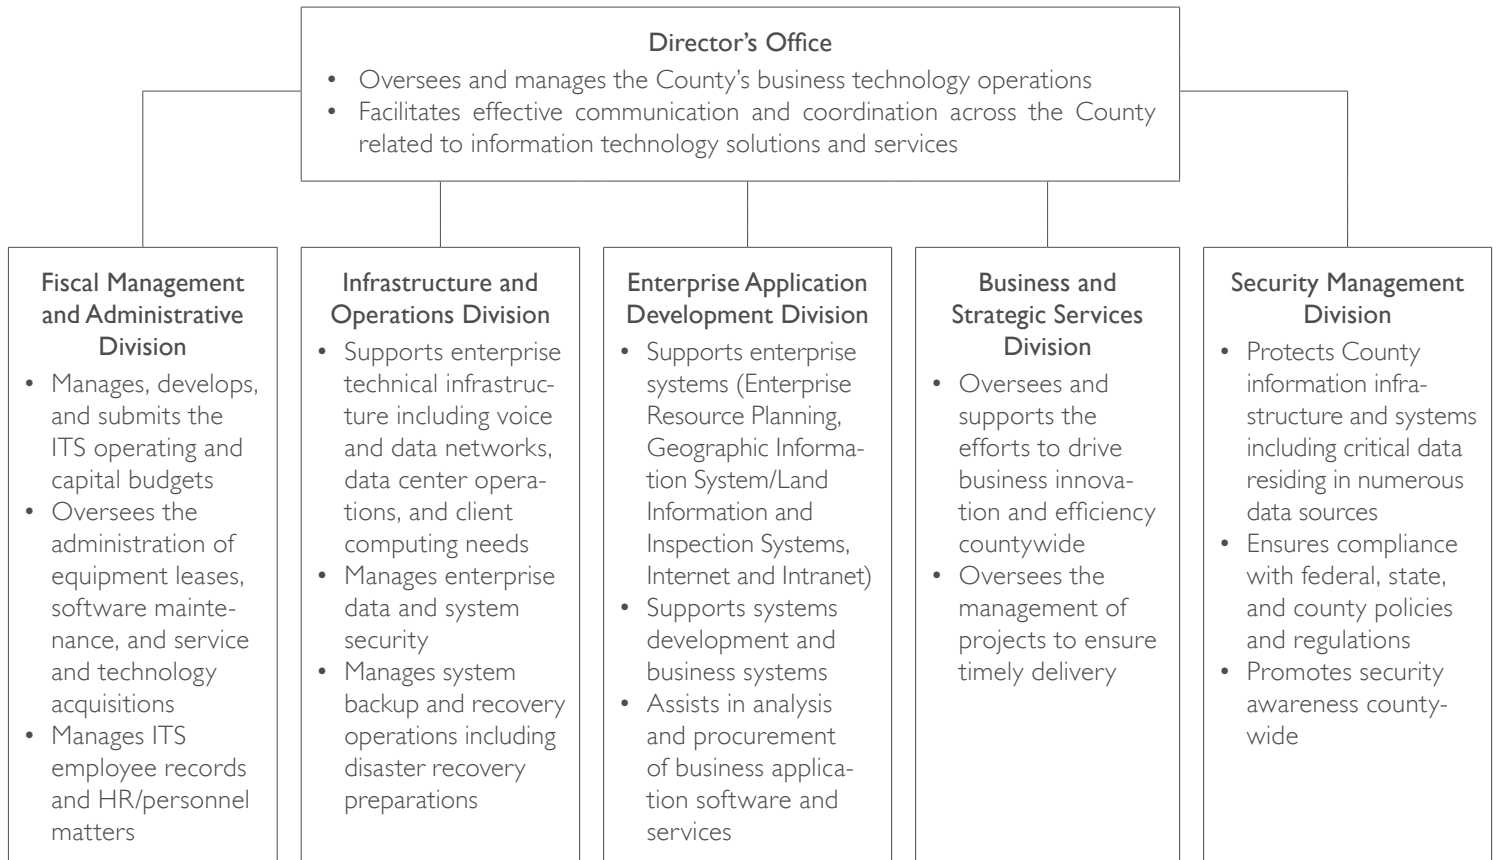 Director’s Office
• Oversees and manages the County’s business technology operations
• Facilitates effective communication and coordination across the County
related to information technology solutions and services
Fiscal Management
and Administrative
Division
• Manages, develops,
and submits the
ITS operating and
capital budgets
• Oversees the
administration of
equipment leases,
software mainte-
nance, and service
and technology
acquisitions
• Manages ITS
employee records
and HR/personnel
matters
Infrastructure and
Operations Division
• Supports enterprise
technical infrastruc-
ture including voice
and data networks,
data center opera-
tions, and client
computing needs
• Manages enterprise
data and system
security
• Manages system
backup and recovery
operations including
disaster recovery
preparations
Enterprise Application
Development Division
• Supports enterprise
systems (Enterprise
Resource Planning,
Geographic Informa-
tion System/Land
Information and
Inspection Systems,
Internet and Intranet)
• Supports systems
development and
business systems
• Assists in analysis
and procurement
of business applica-
tion software and
services
Business and
Strategic Services
Division
• Oversees and
supports the
efforts to drive
business innova-
tion and efficiency
countywide
• Oversees the
management of
projects to ensure
timely delivery
Security Management
Division
• Protects County
information infra-
structure and systems
including critical data
residing in numerous
data sources
• Ensures compliance
with federal, state,
and county policies
and regulations
• Promotes security
awareness county-
wide